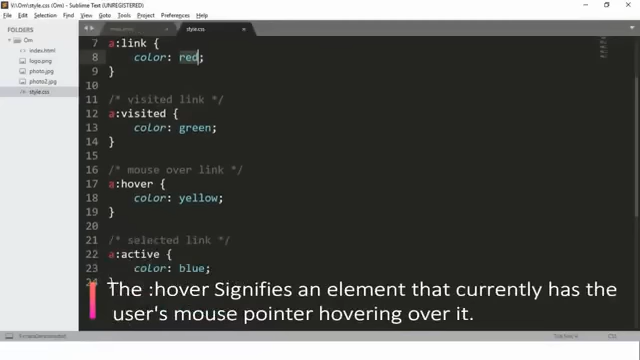 V:\Om\style.css (Om) - Sublime Text (UNREGISTERED)
File Edit Selection Find View Goto Tools Project Preferences Help
FOLDERS
Om
index.html
logo.png
photo.jpg
photo2.jpg
style.css
style.css
7 a:link {
8 color: red;
9 }
10
11 /* visited link */
12 a:visited {
13 color: green;
14 }
15
16 /* mouse over link */
17 a:hover {
18 color: yellow;
19 }
20
21 /* selected link */
22 a:active {
23 color: blue;
24 }
The :hover Signifies an element that currently has the
user's mouse pointer hovering over it.